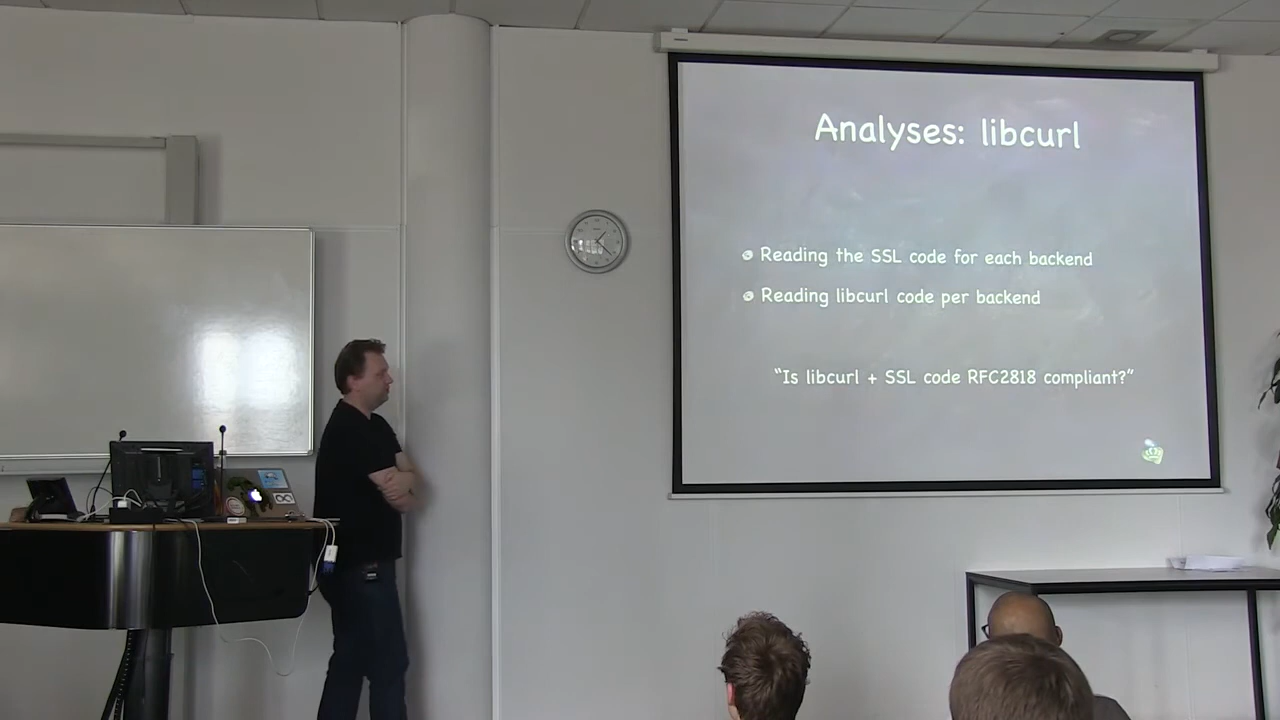 Analyses: libcurl
Reading the SSL code for each backend
Reading libcurl code per backend
“Is libcurl + SSL code RFC2818 compliant?”